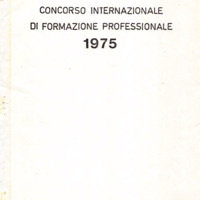 CONCORSO INTERNAZIONALE
DI FORMAZIONE PROFESSIONALE
1975